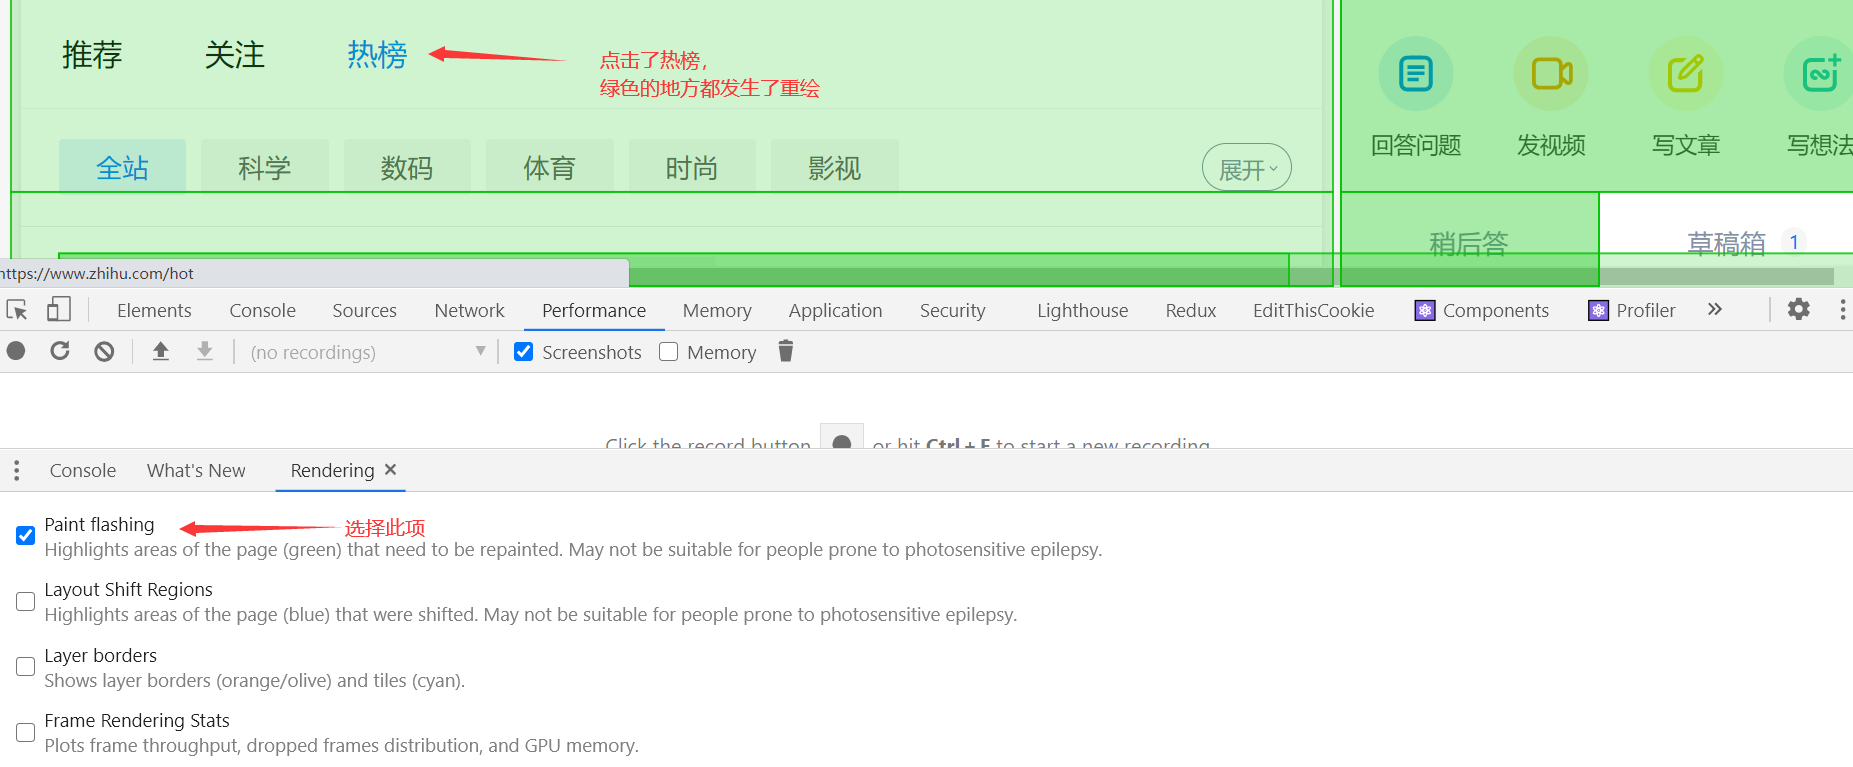 推荐 关注 热榜
点击了热榜，
绿色的地方都发生了重绘
回答问题 发视频 写文章 写想法
全站 科学 数码 体育 时尚 影视 展开
稍后答 草稿箱 1
https://www.zhihu.com/hot
Elements Console Sources Network Performance Memory Application Security Lighthouse Redux EditThisCookie Components Profiler »
(no recordings) Screenshots Memory
Click the record button or hit Ctrl + E to start a new recording.
Console What's New Rendering ×
Paint flashing
选择此项
Highlights areas of the page (green) that need to be repainted. May not be suitable for people prone to photosensitive epilepsy.
Layout Shift Regions
Highlights areas of the page (blue) that were shifted. May not be suitable for people prone to photosensitive epilepsy.
Layer borders
Shows layer borders (orange/olive) and tiles (cyan).
Frame Rendering Stats
Plots frame throughput, dropped frames distribution, and GPU memory.